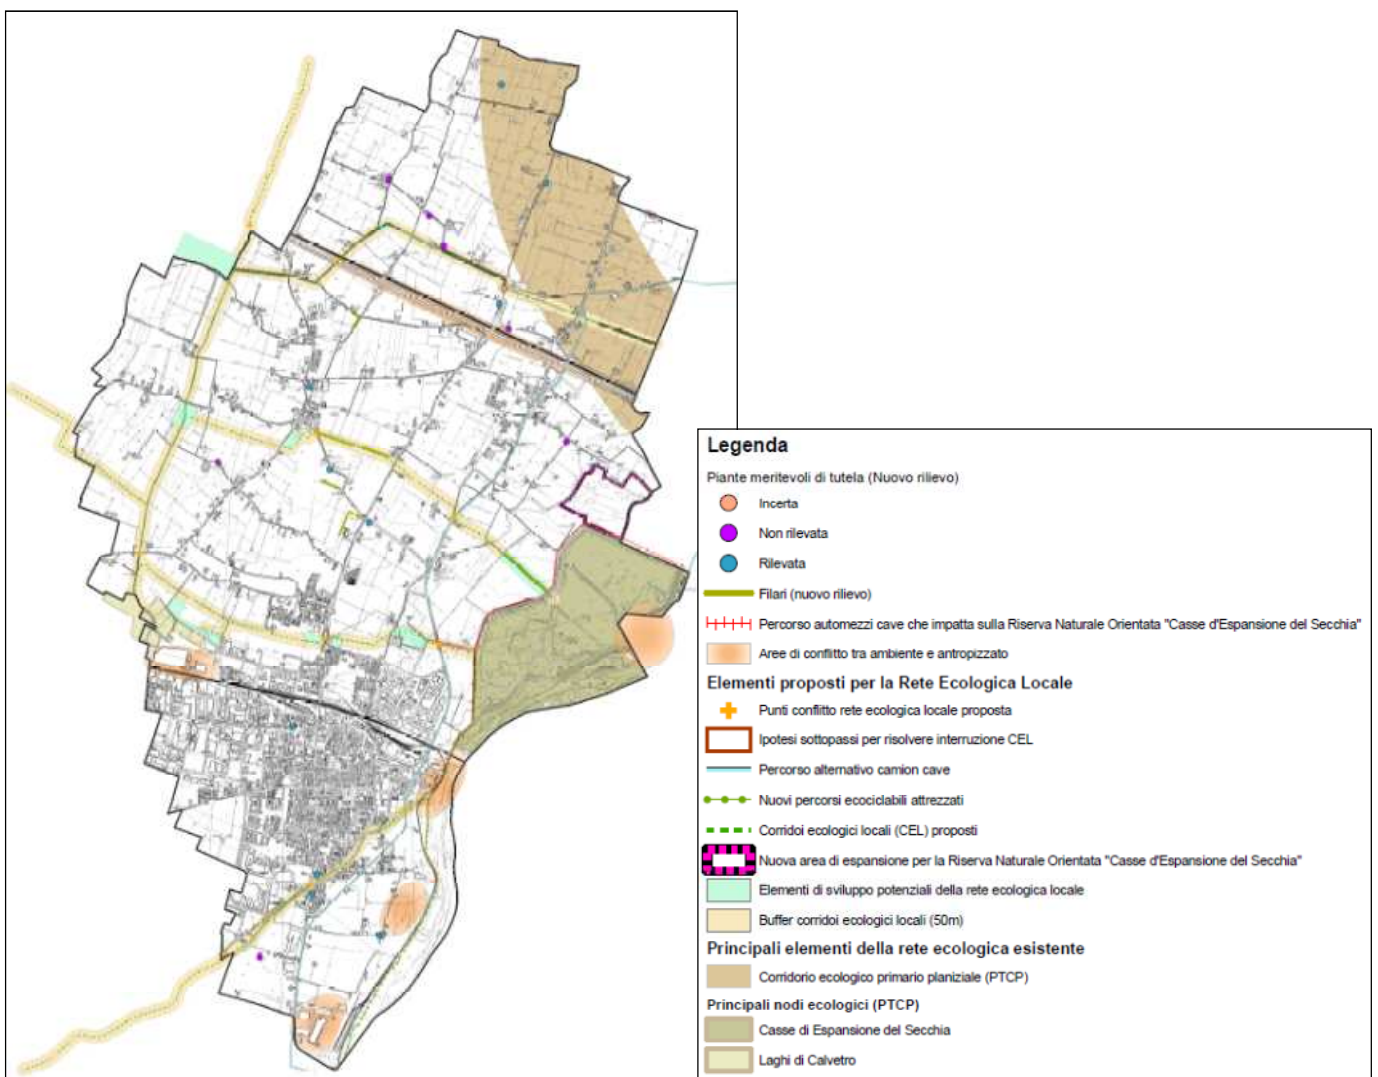 Legenda
Piante meritevoli di tutela (Nuovo rilievo)
Incerta
Non rilevata
Rilevata
Filari (nuovo rilievo)
Percorso automezzi cave che impatta sulla Riserva Naturale Orientata "Casse d'Espansione del Secchia"
Aree di conflitto tra ambiente e antropizzato
Elementi proposti per la Rete Ecologica Locale
Punti conflitto rete ecologica locale proposta
Ipotesi sottopassi per risolvere interruzione CEL
Percorso alternativo camion cave
Nuovi percorsi ecociclabili attrezzati
Corridoi ecologici locali (CEL) proposti
Nuova area di espansione per la Riserva Naturale Orientata "Casse d'Espansione del Secchia"
Elementi di sviluppo potenziali della rete ecologica locale
Buffer corridoi ecologici locali (50m)
Principali elementi della rete ecologica esistente
Corridorio ecologico primario planiziale (PTCP)
Principali nodi ecologici (PTCP)
Casse di Espansione del Secchia
Laghi di Calvetro